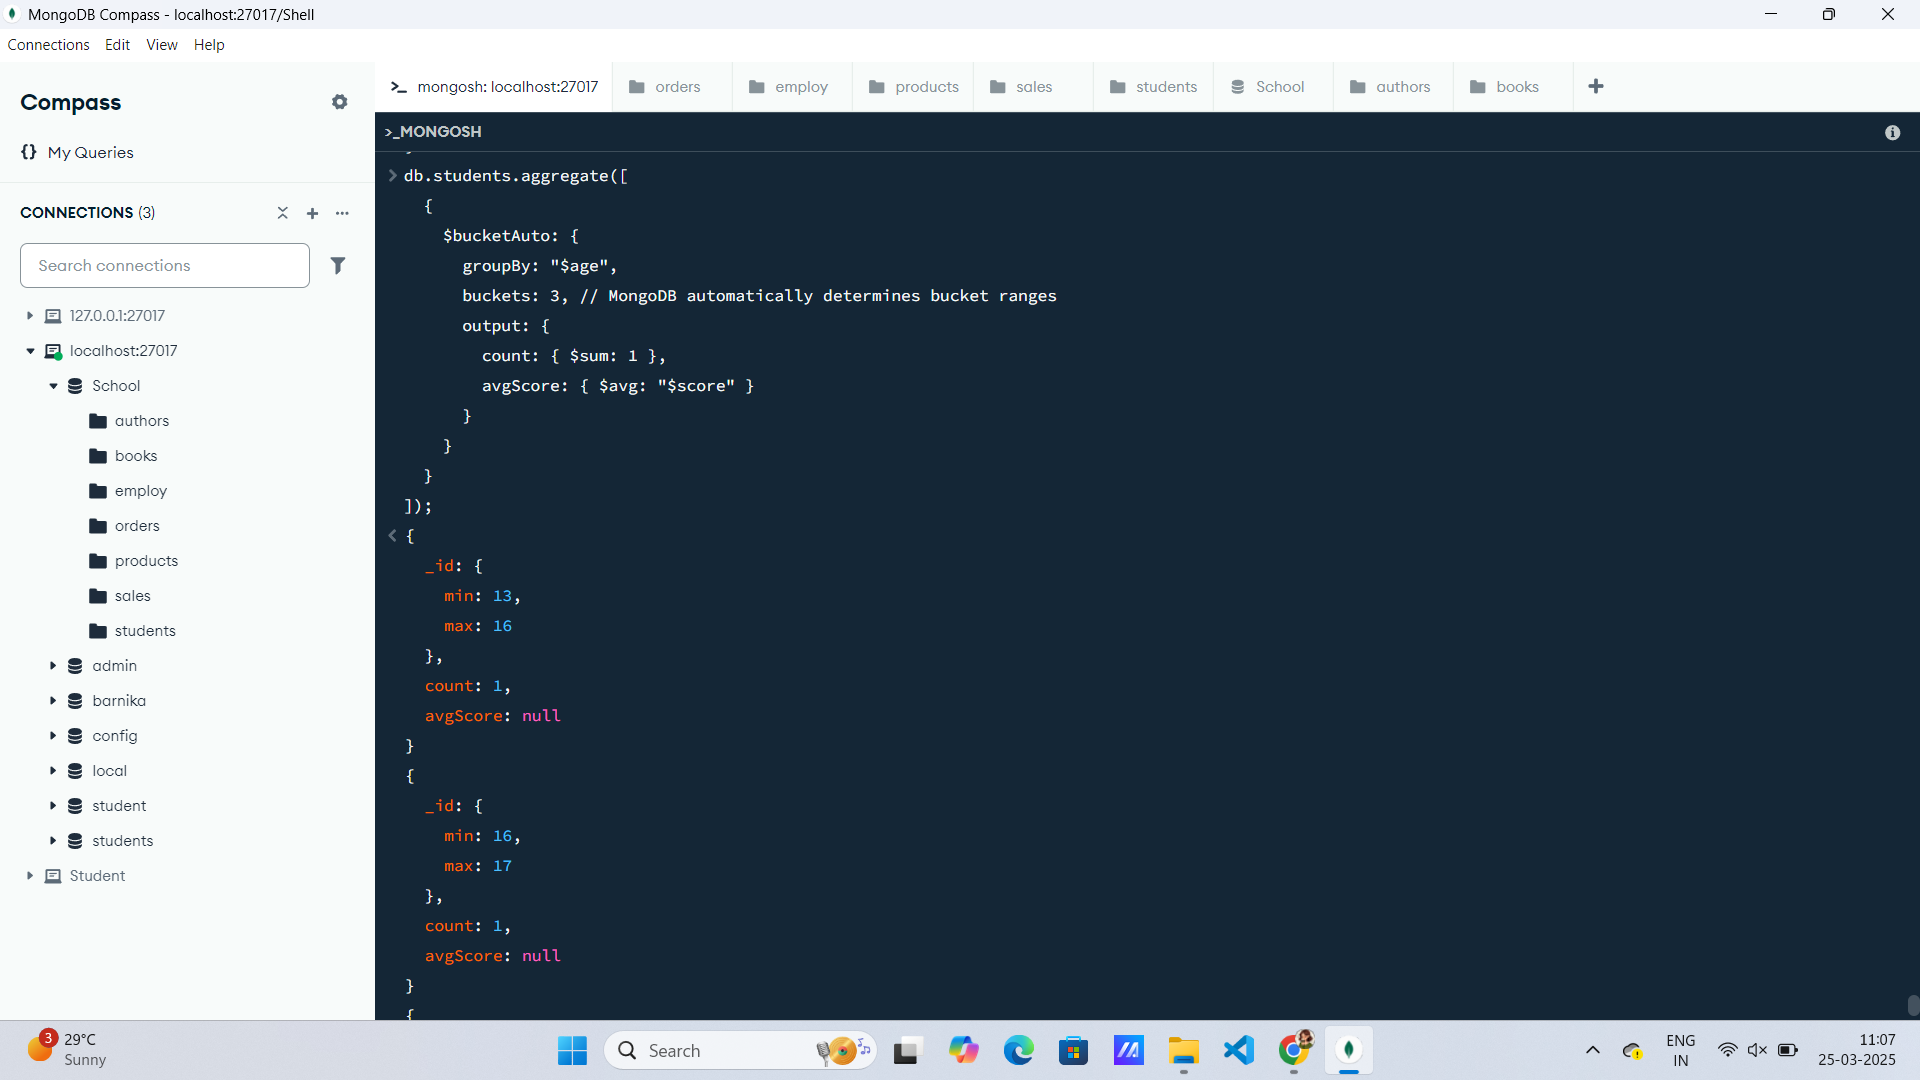 MongoDB Compass - localhost:27017/Shell
Connections Edit View Help
Compass
{} My Queries
CONNECTIONS (3)
Search connections
127.0.0.1:27017
localhost:27017
School
authors
books
employ
orders
products
sales
students
admin
barnika
config
local
student
students
Student
mongosh: localhost:27017 orders employ products sales students School authors books
>_MONGOSH
db.students.aggregate([
{
$bucketAuto: {
groupBy: "$age",
buckets: 3, // MongoDB automatically determines bucket ranges
output: {
count: { $sum: 1 },
avgScore: { $avg: "$score" }
}
}
}
]);
{
_id: {
min: 13,
max: 16
},
count: 1,
avgScore: null
}
{
_id: {
min: 16,
max: 17
},
count: 1,
avgScore: null
}
{
3
29°C
Sunny
Search
ENG
IN
11:07
25-03-2025